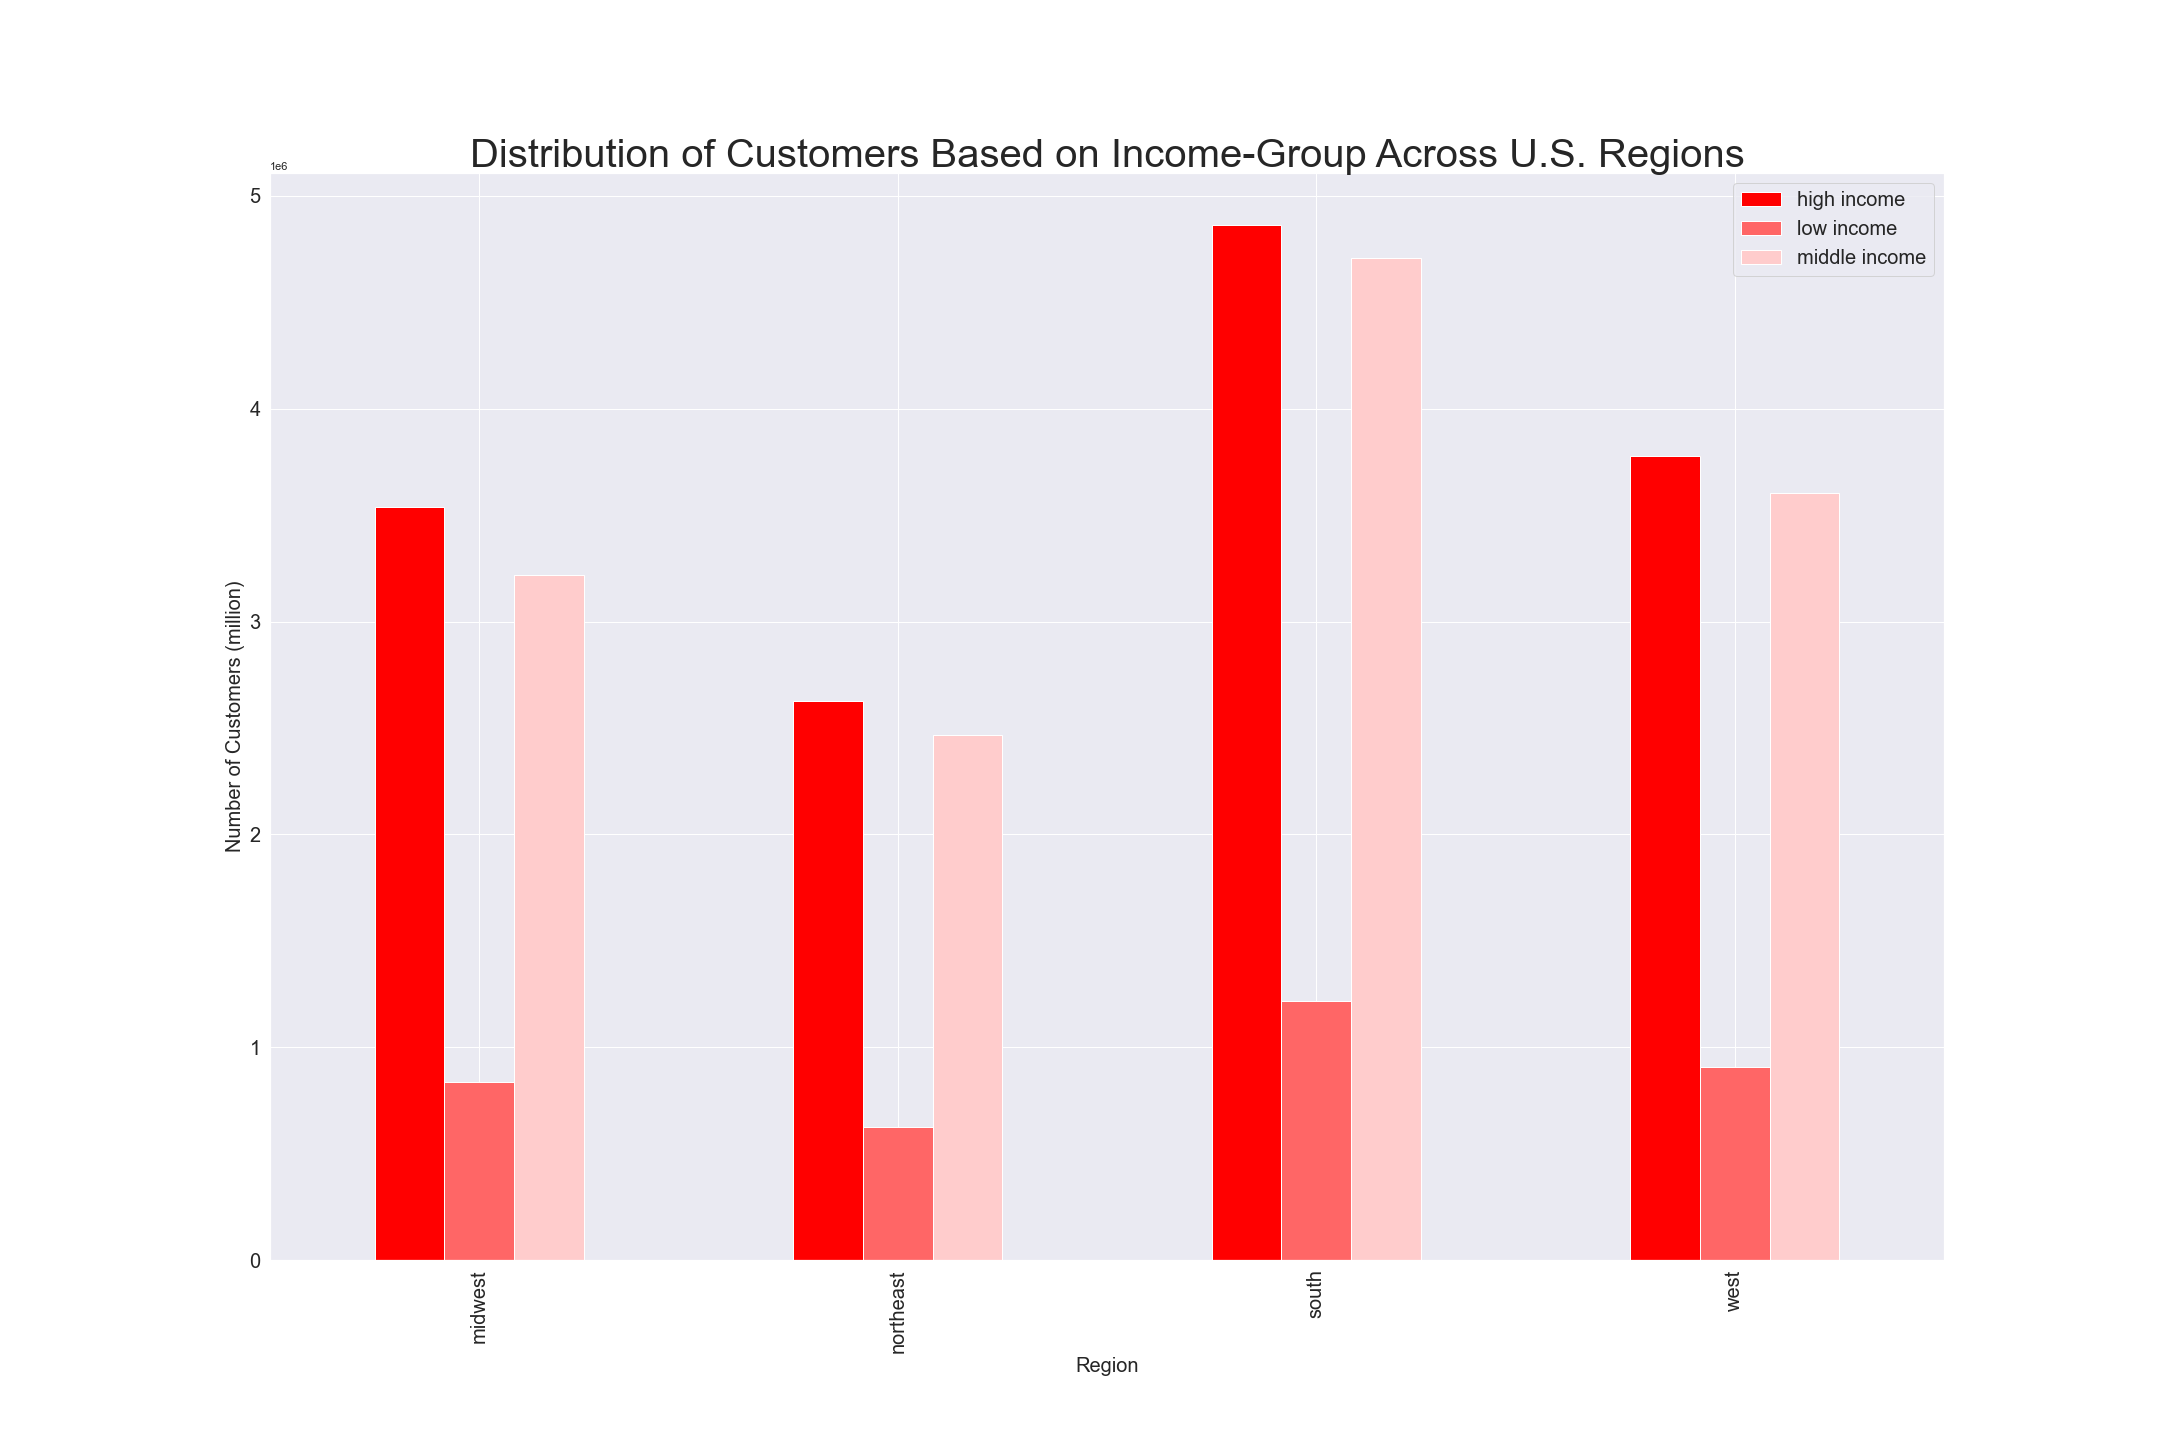 Distribution of Customers Based on Income-Group Across U.S. Regions
1e6
high income
low income
middle income
5
4
3
2
1
0
Number of Customers (million)
midwest
northeast
south
west
Region